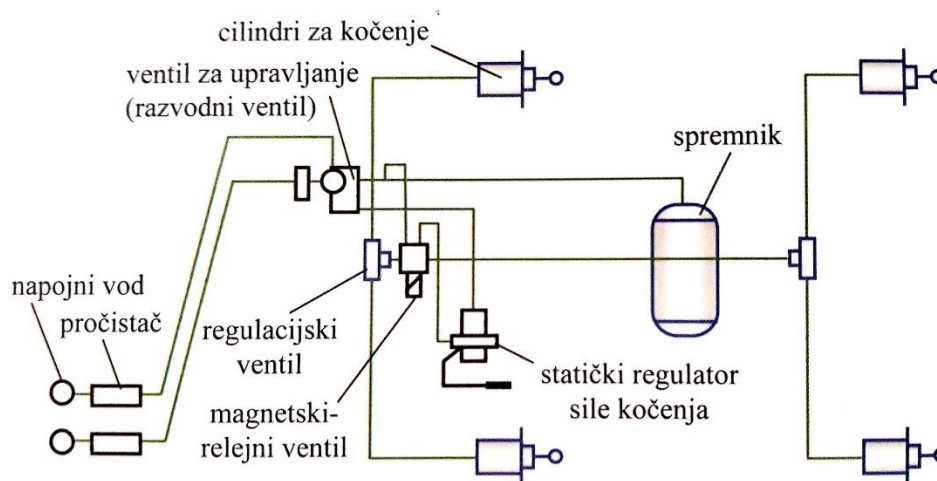 cilindri za kočenje
ventil za upravljanje
(razvodni ventil)
spremnik
napojni vod
pročistač
regulacijski
ventil
magnetski-
relejni ventil
statički regulator
sile kočenja